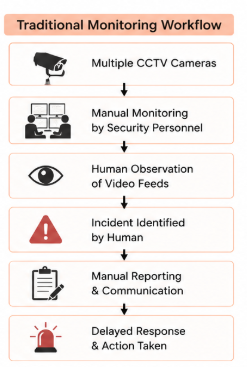 Traditional Monitoring Workflow
Multiple CCTV Cameras
Manual Monitoring
by Security Personnel
Human Observation
of Video Feeds
Incident Identified
by Human
Manual Reporting
& Communication
Delayed Response
& Action Taken